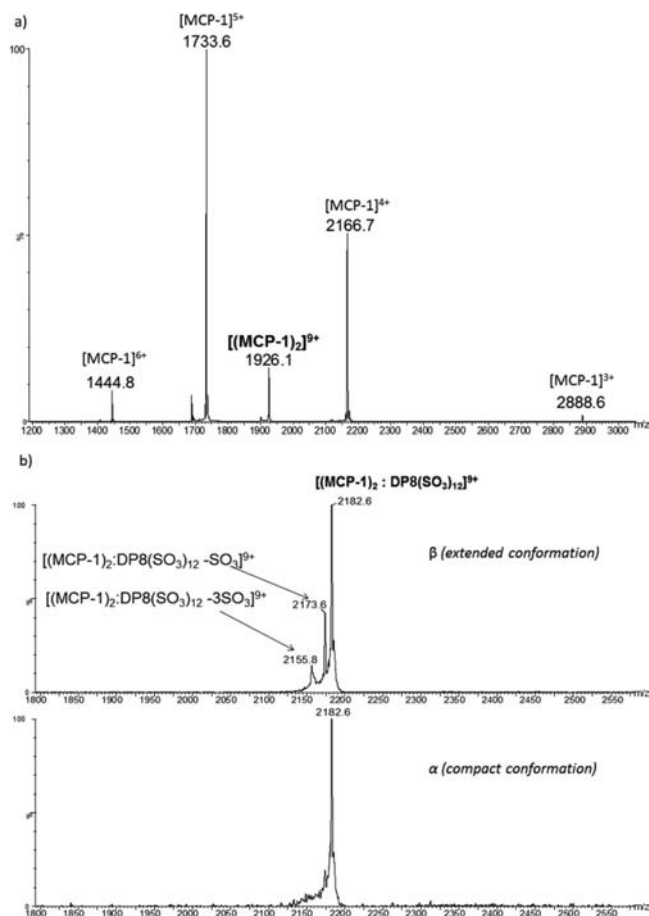 a)
[MCP-1]⁵⁺
1733.6
100
[MCP-1]⁴⁺
2166.7
%
[(MCP-1)₂]⁹⁺
1926.1
[MCP-1]⁶⁺
1444.8
[MCP-1]³⁺
2888.6
0
1200 1300 1400 1500 1600 1700 1800 1900 2000 2100 2200 2300 2400 2500 2600 2700 2800 2900 3000 m/z
b)
[(MCP-1)₂ : DP8(SO₃)₁₂]⁹⁺
100
2182.6
[(MCP-1)₂:DP8(SO₃)₁₂ -SO₃]⁹⁺
β (extended conformation)
[(MCP-1)₂:DP8(SO₃)₁₂ -3SO₃]⁹⁺
2173.6
%
2155.8
0
1800 1850 1900 1950 2000 2050 2100 2150 2200 2250 2300 2350 2400 2450 2500 2550 m/z
100
2182.6
α (compact conformation)
%
0
1800 1850 1900 1950 2000 2050 2100 2150 2200 2250 2300 2350 2400 2450 2500 2550 m/z